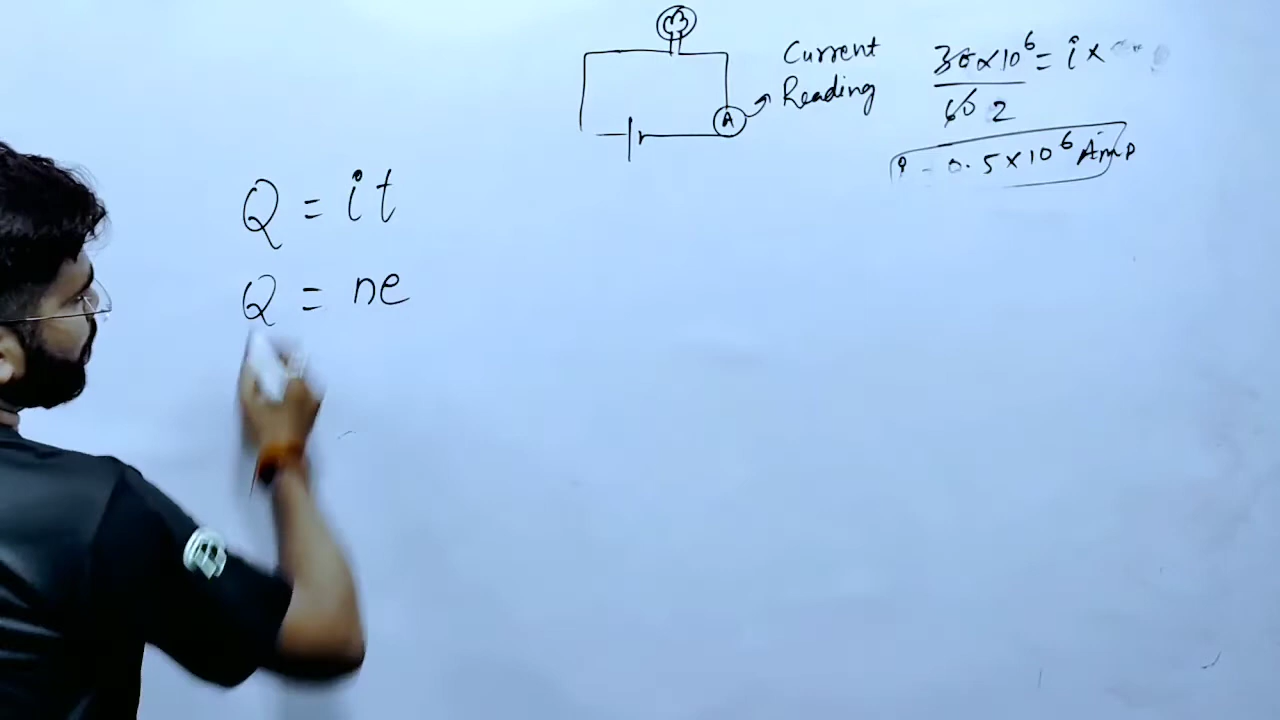 Q = it
Q = ne
A
Current
Reading
30×10⁶ = i×
60 2
i = 0.5×10⁶ Amp